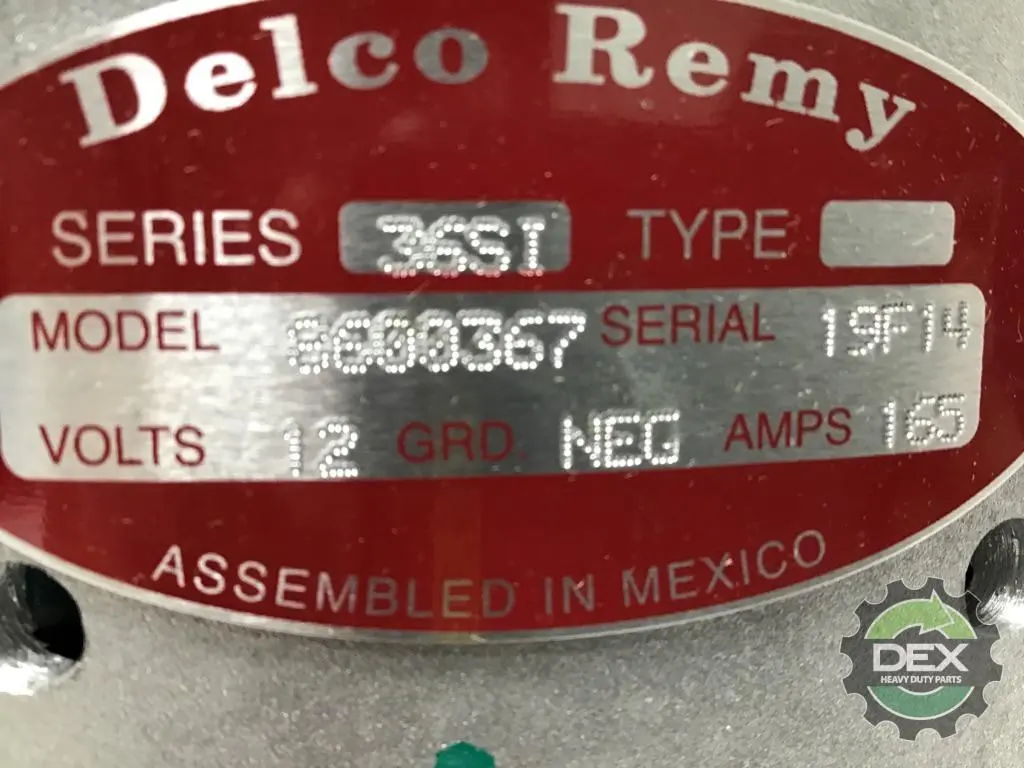 Delco Remy
SERIES 36SI TYPE
MODEL 8600367 SERIAL 19F14
VOLTS 12 GRD. NEG AMPS 165
ASSEMBLED IN MEXICO
DEX
HEAVY DUTY PARTS